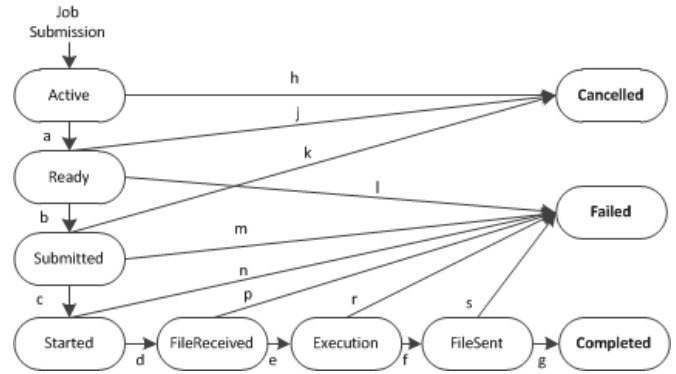 Job
Submission
h
Active
Cancelled
j
a
k
Ready
l
Failed
b
m
Submitted
n
p
r
s
c
Started
FileReceived
Execution
FileSent
Completed
d
e
f
g